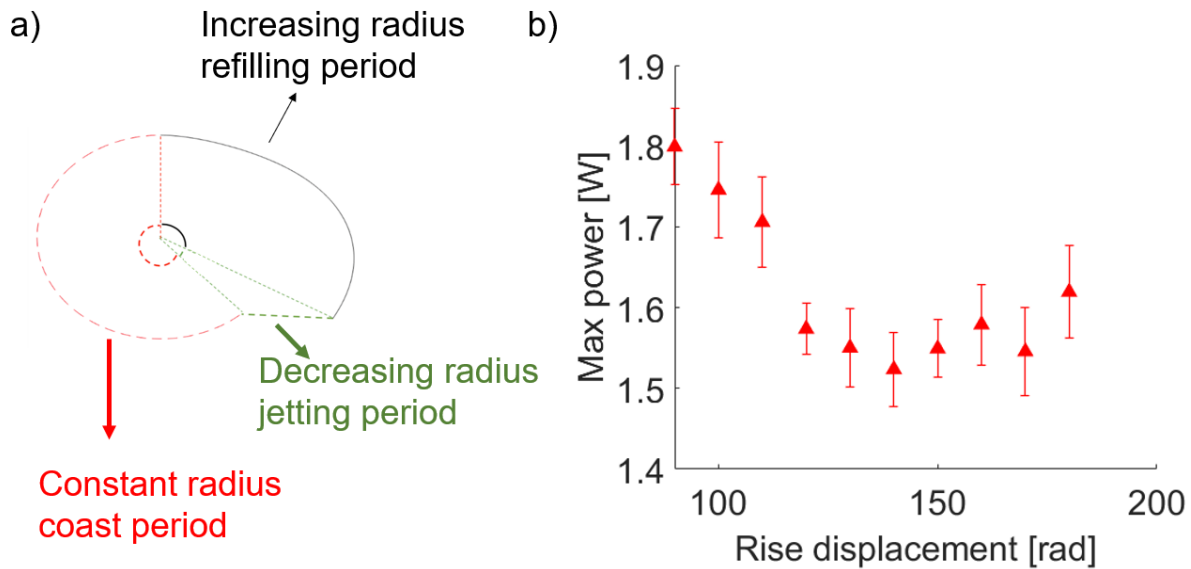 a)
Increasing radius
refilling period
Decreasing radius
jetting period
Constant radius
coast period
b)
Max power [W]
1.9
1.8
1.7
1.6
1.5
1.4
100
150
200
Rise displacement [rad]